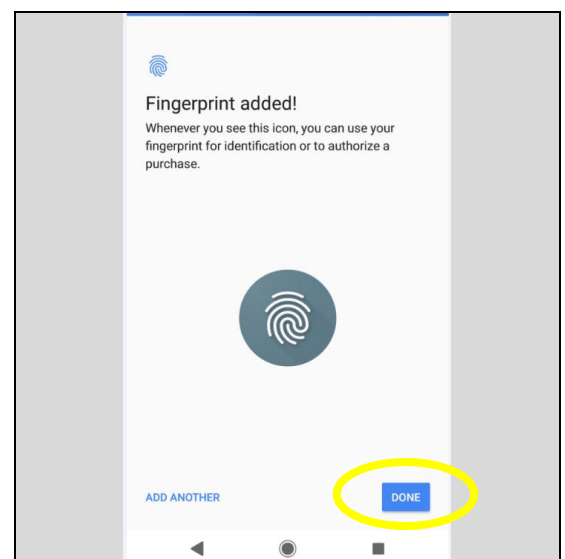 Fingerprint added!
Whenever you see this icon, you can use your
fingerprint for identification or to authorize a
purchase.
ADD ANOTHER
DONE